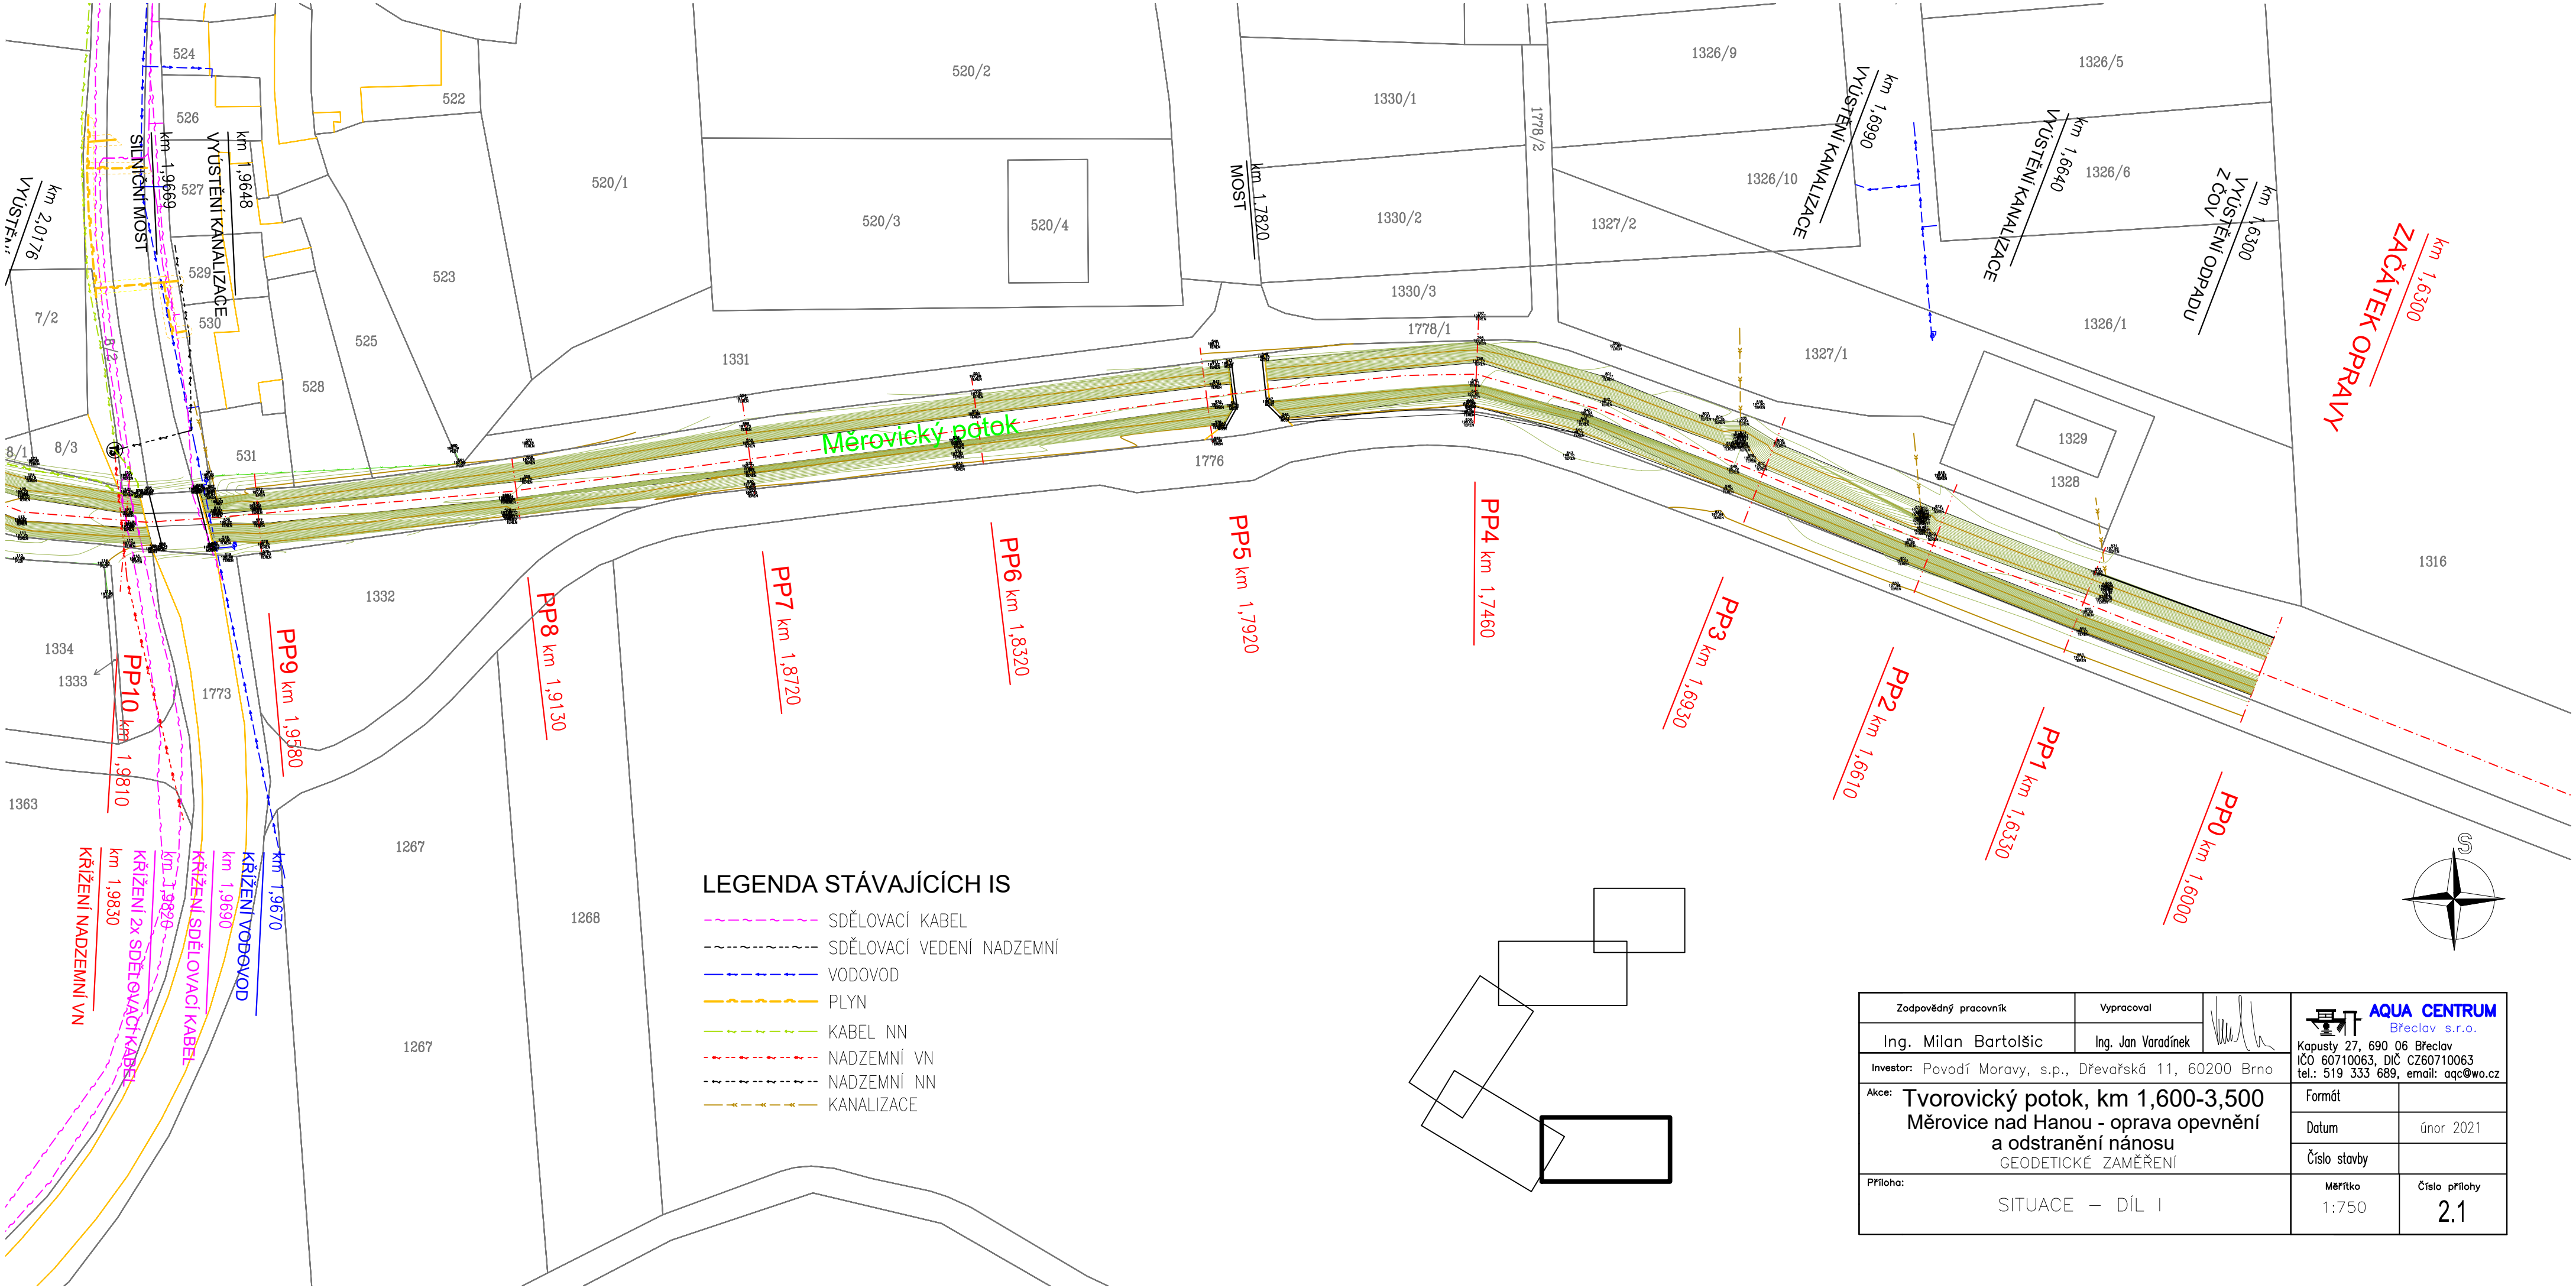 524
522
526
527
529
530
523
525
528
531
7/2
8/2
8/3
8/1
520/2
520/1
520/3
520/4
1331
1330/1
1330/2
1330/3
1778/2
1778/1
1326/9
1326/10
1327/2
1327/1
1326/5
1326/6
1326/1
1329
1328
1316
1776
1332
1334
1333
1773
1363
1267
1268
1267
km 2,0176
km 1,9669
SILNIČNÍ MOST
km 1,9648
VYÚSTĚNÍ KANALIZACE
km 1,7820
MOST
km 1,6990
VYÚSTĚNÍ KANALIZACE
km 1,6640
VYÚSTĚNÍ KANALIZACE
km 1,6300
VYÚSTĚNÍ ODPADU
Z ČOV
km 1,6300
ZAČÁTEK OPRAVY
Měrovický potok
PP10 km 1,9810
PP9 km 1,9580
PP8 km 1,9130
PP7 km 1,8720
PP6 km 1,8320
PP5 km 1,7920
PP4 km 1,7460
PP3 km 1,6930
PP2 km 1,6610
PP1 km 1,6330
PP0 km 1,6000
km 1,9830
KŘÍŽENÍ NADZEMNÍ VN
km 1,9820
KŘÍŽENÍ 2x SDĚLOVACÍ KABEL
km 1,9690
KŘÍŽENÍ SDĚLOVACÍ KABEL
km 1,9670
KŘÍŽENÍ VODOVOD
LEGENDA STÁVAJÍCÍCH IS
SDĚLOVACÍ KABEL
SDĚLOVACÍ VEDENÍ NADZEMNÍ
VODOVOD
PLYN
KABEL NN
NADZEMNÍ VN
NADZEMNÍ NN
KANALIZACE
S
Zodpovědný pracovník
Vypracoval
Ing. Milan Bartolšic
Ing. Jan Varadínek
AQUA CENTRUM
Břeclav s.r.o.
Kapusty 27, 690 06 Břeclav
IČO 60710063, DIČ CZ60710063
tel.: 519 333 689, email: aqc@wo.cz
Investor: Povodí Moravy, s.p., Dřevařská 11, 60200 Brno
Akce: Tvorovický potok, km 1,600-3,500
Měrovice nad Hanou - oprava opevnění
a odstranění nánosu
GEODETICKÉ ZAMĚŘENÍ
Formát
Datum
únor 2021
Číslo stavby
Příloha:
SITUACE – DÍL I
Měřítko
1:750
Číslo přílohy
2.1